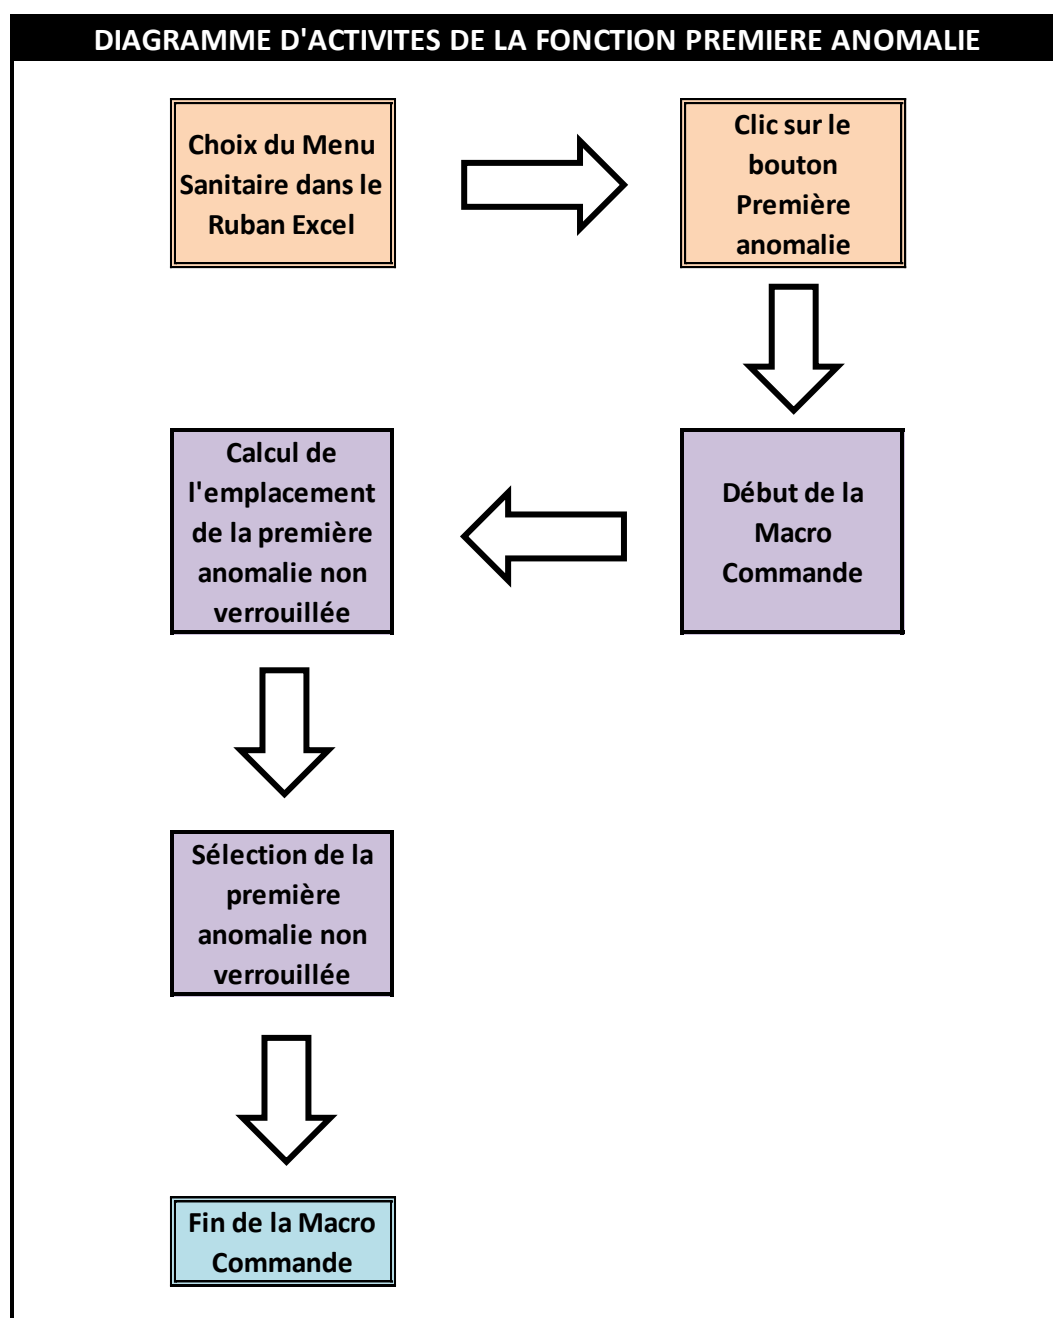 DIAGRAMME D'ACTIVITES DE LA FONCTION PREMIERE ANOMALIE
Choix du Menu
Sanitaire dans le
Ruban Excel
Clic sur le
bouton
Première
anomalie
Début de la
Macro
Commande
Calcul de
l'emplacement
de la première
anomalie non
verrouillée
Sélection de la
première
anomalie non
verrouillée
Fin de la Macro
Commande